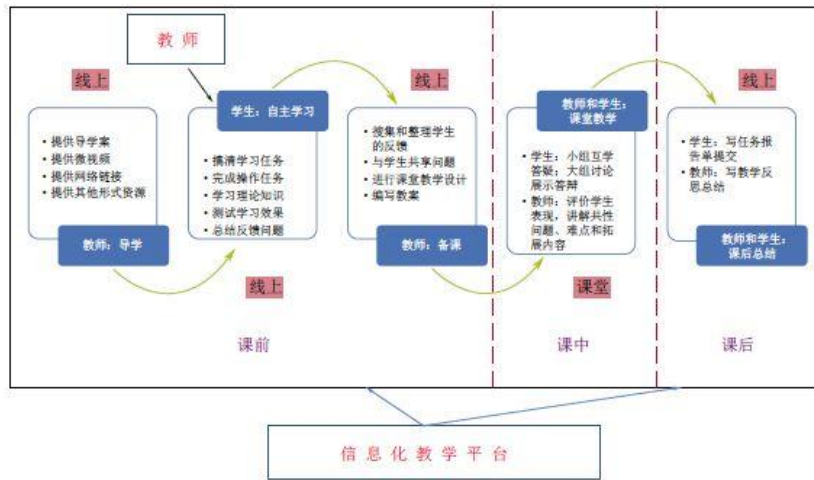 教 师
线上
• 提供导学案
• 提供微视频
• 提供网络链接
• 提供其他形式资源
教师：导学
学生：自主学习
• 搞清学习任务
• 完成操作任务
• 学习理论知识
• 测试学习效果
• 总结反馈问题
线上
线上
• 搜集和整理学生
的反馈
• 与学生共享问题
• 进行课堂教学设计
• 编写教案
教师：备课
教师和学生：
课堂教学
• 学生：小组互学
答疑；大组讨论
展示答辩
• 教师：评价学生
表现，讲解共性
问题、难点和拓
展内容
课堂
线上
• 学生：写任务报
告单提交
• 教师：写教学反
思总结
教师和学生：
课后总结
课前
课中
课后
信 息 化 教 学 平 台